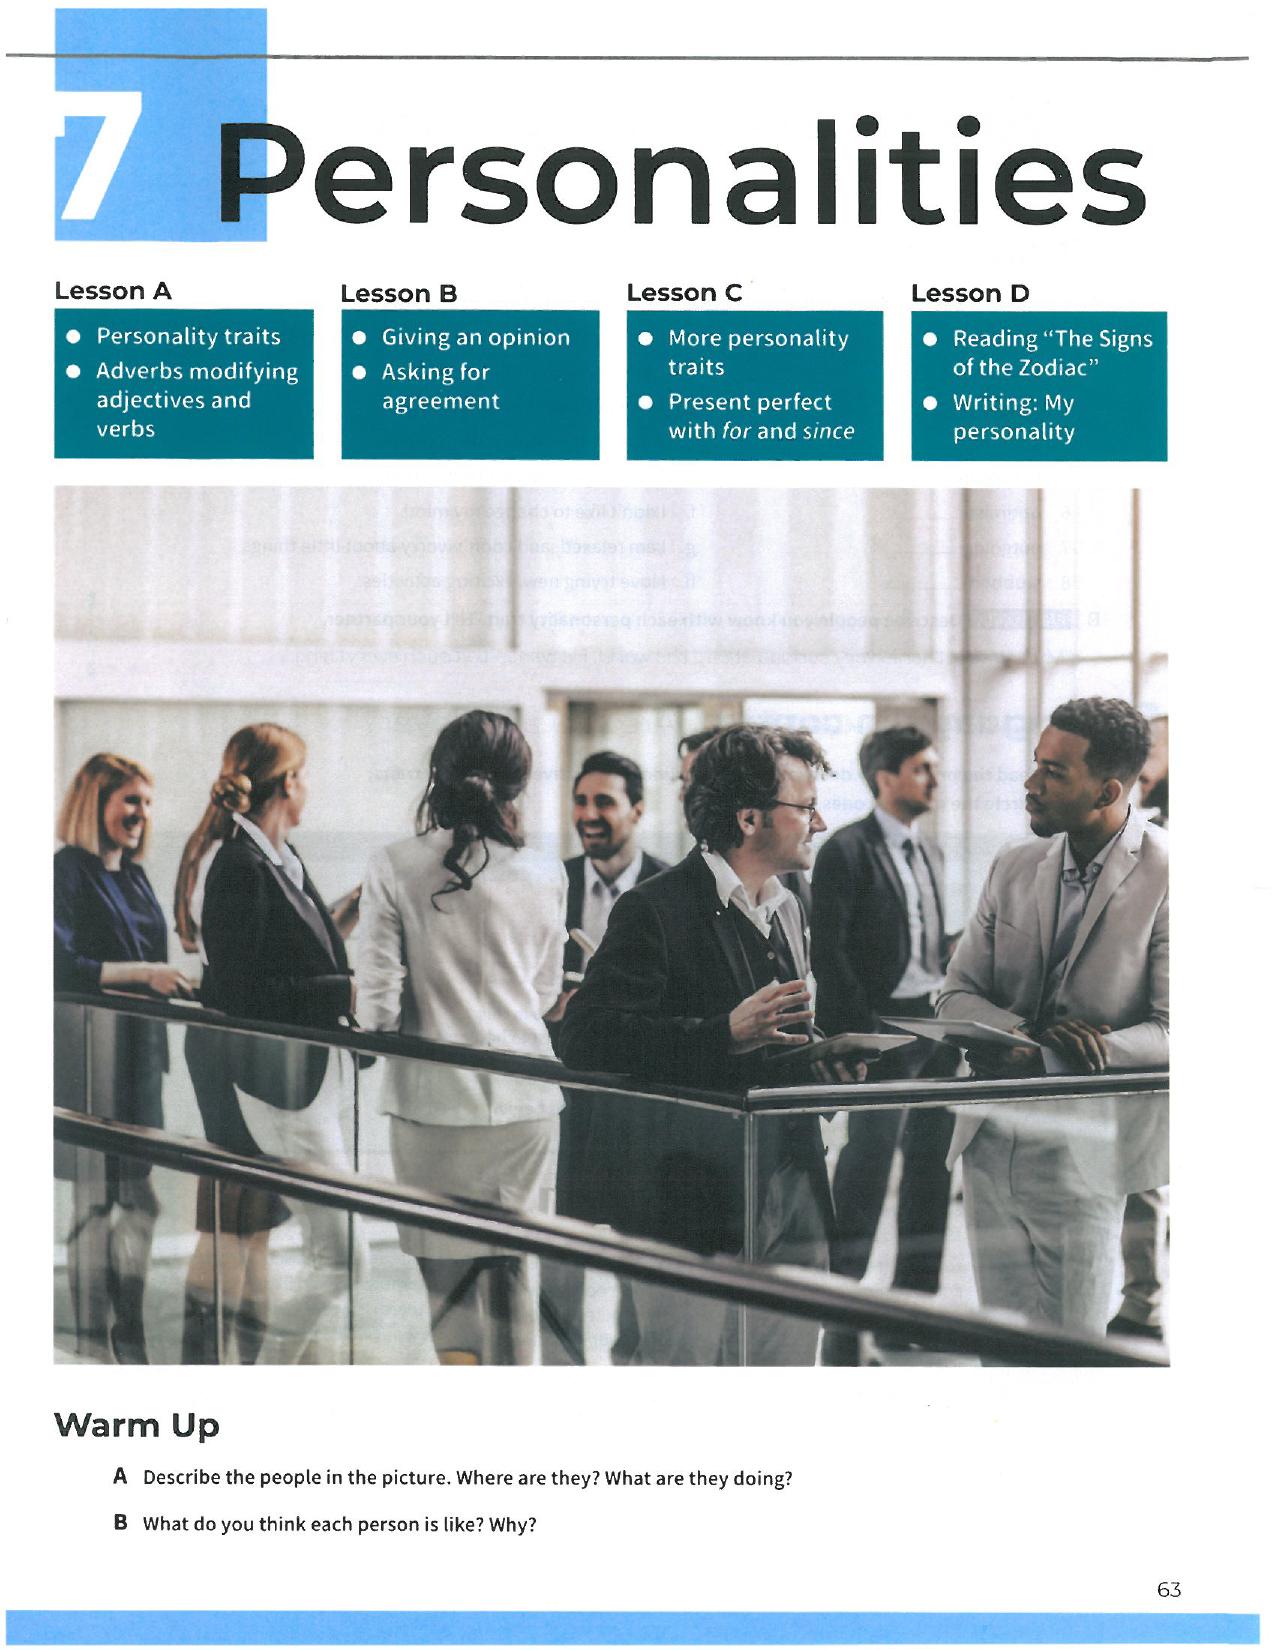 7 Personalities
Lesson A
● Personality traits
● Adverbs modifying
adjectives and
verbs
Lesson B
● Giving an opinion
● Asking for
agreement
Lesson C
● More personality
traits
● Present perfect
with for and since
Lesson D
● Reading “The Signs
of the Zodiac”
● Writing: My
personality
Warm Up
A Describe the people in the picture. Where are they? What are they doing?
B What do you think each person is like? Why?
63